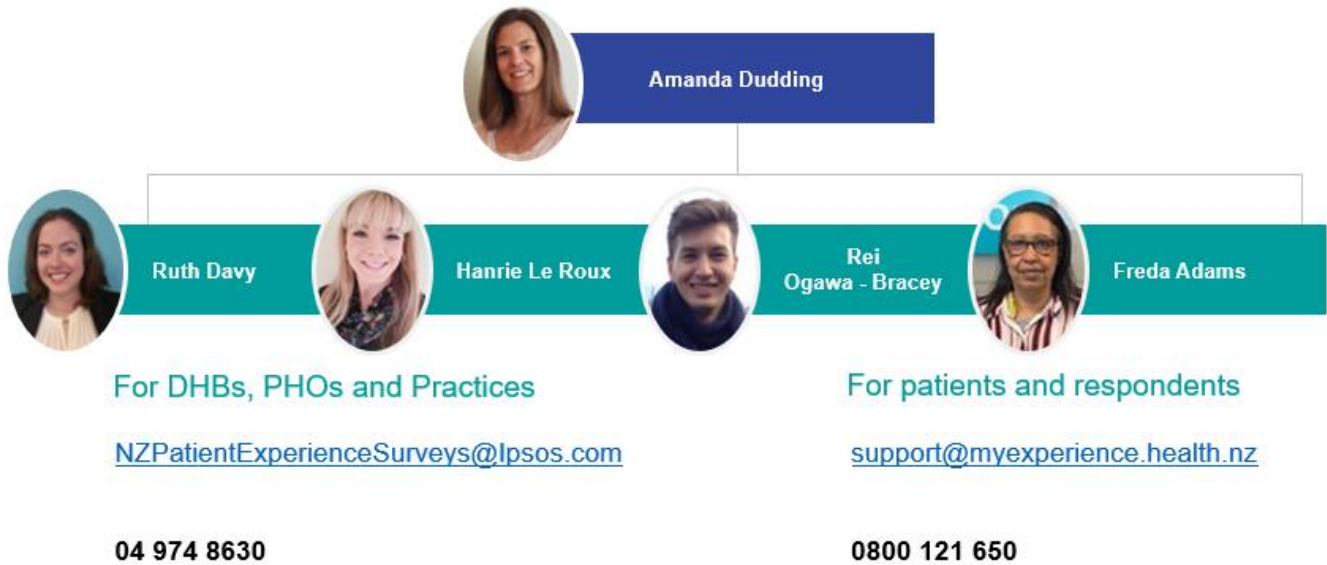 Amanda Dudding
Ruth Davy
Hanrie Le Roux
Rei
Ogawa - Bracey
Freda Adams
For DHBs, PHOs and Practices
NZPatientExperienceSurveys@Ipsos.com
04 974 8630
For patients and respondents
support@myexperience.health.nz
0800 121 650